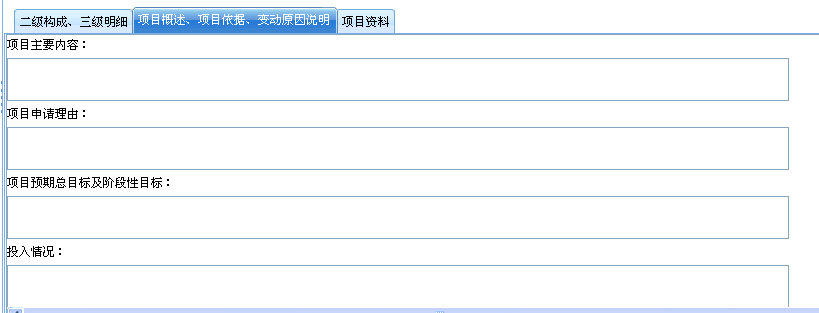 二级构成、三级明细 项目概述、项目依据、变动原因说明 项目资料
项目主要内容：
项目申请理由：
项目预期总目标及阶段性目标：
投入情况：